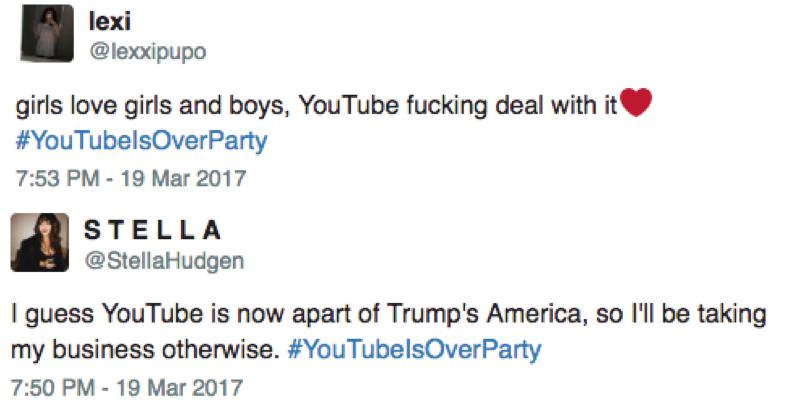 lexi
@lexxipupo
girls love girls and boys, YouTube fucking deal with it❤️
#YouTubeIsOverParty
7:53 PM - 19 Mar 2017
S T E L L A
@StellaHudgen
I guess YouTube is now apart of Trump's America, so I'll be taking
my business otherwise. #YouTubeIsOverParty
7:50 PM - 19 Mar 2017